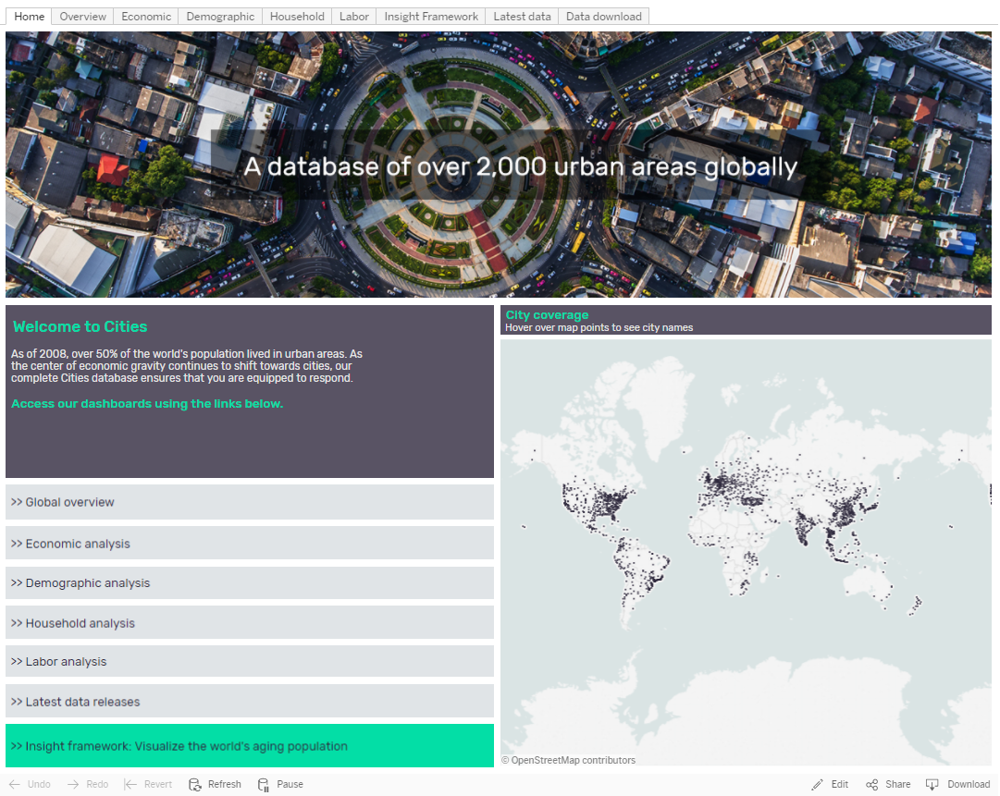 Home Overview Economic Demographic Household Labor Insight Framework Latest data Data download
A database of over 2,000 urban areas globally
Welcome to Cities
As of 2008, over 50% of the world's population lived in urban areas. As
the center of economic gravity continues to shift towards cities, our
complete Cities database ensures that you are equipped to respond.
Access our dashboards using the links below.
>> Global overview
>> Economic analysis
>> Demographic analysis
>> Household analysis
>> Labor analysis
>> Latest data releases
>> Insight framework: Visualize the world's aging population
City coverage
Hover over map points to see city names
© OpenStreetMap contributors
Undo Redo Revert Refresh Pause Edit Share Download